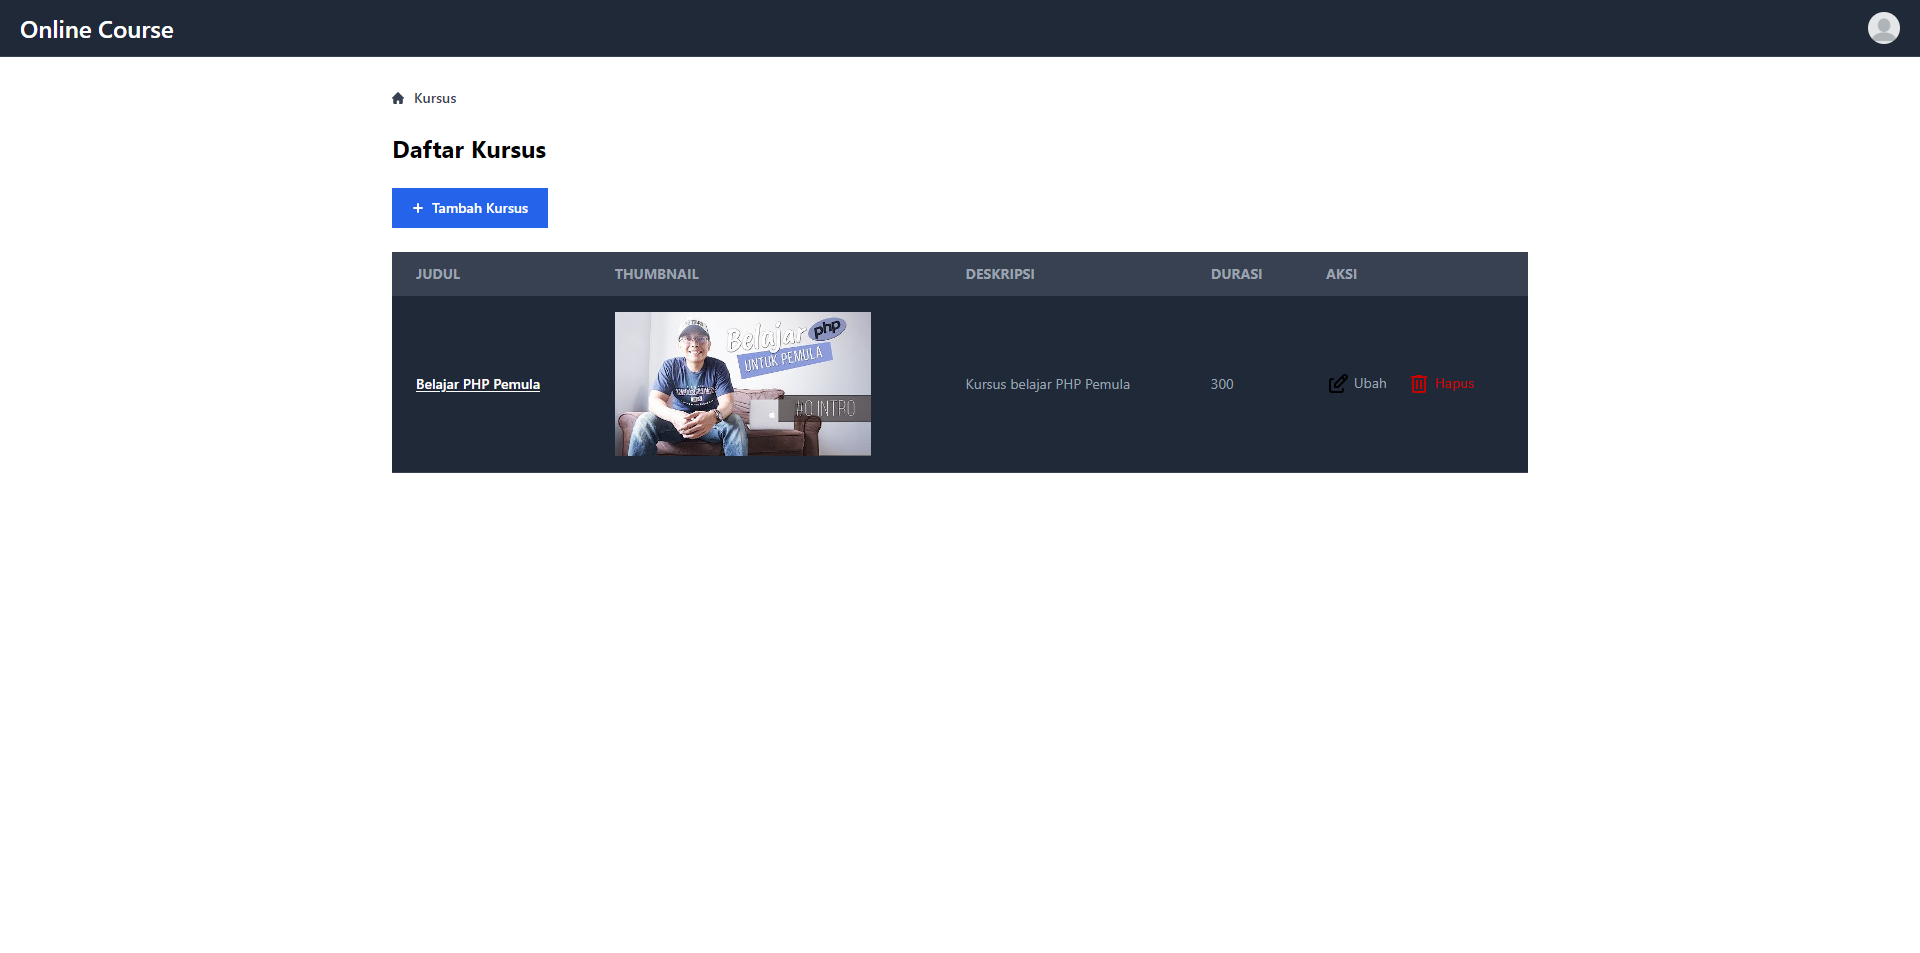 Online Course
Kursus
Daftar Kursus
+ Tambah Kursus
JUDUL THUMBNAIL DESKRIPSI DURASI AKSI
Belajar php
UNTUK PEMULA
#0 INTRO
Belajar PHP Pemula Kursus belajar PHP Pemula 300 Ubah Hapus